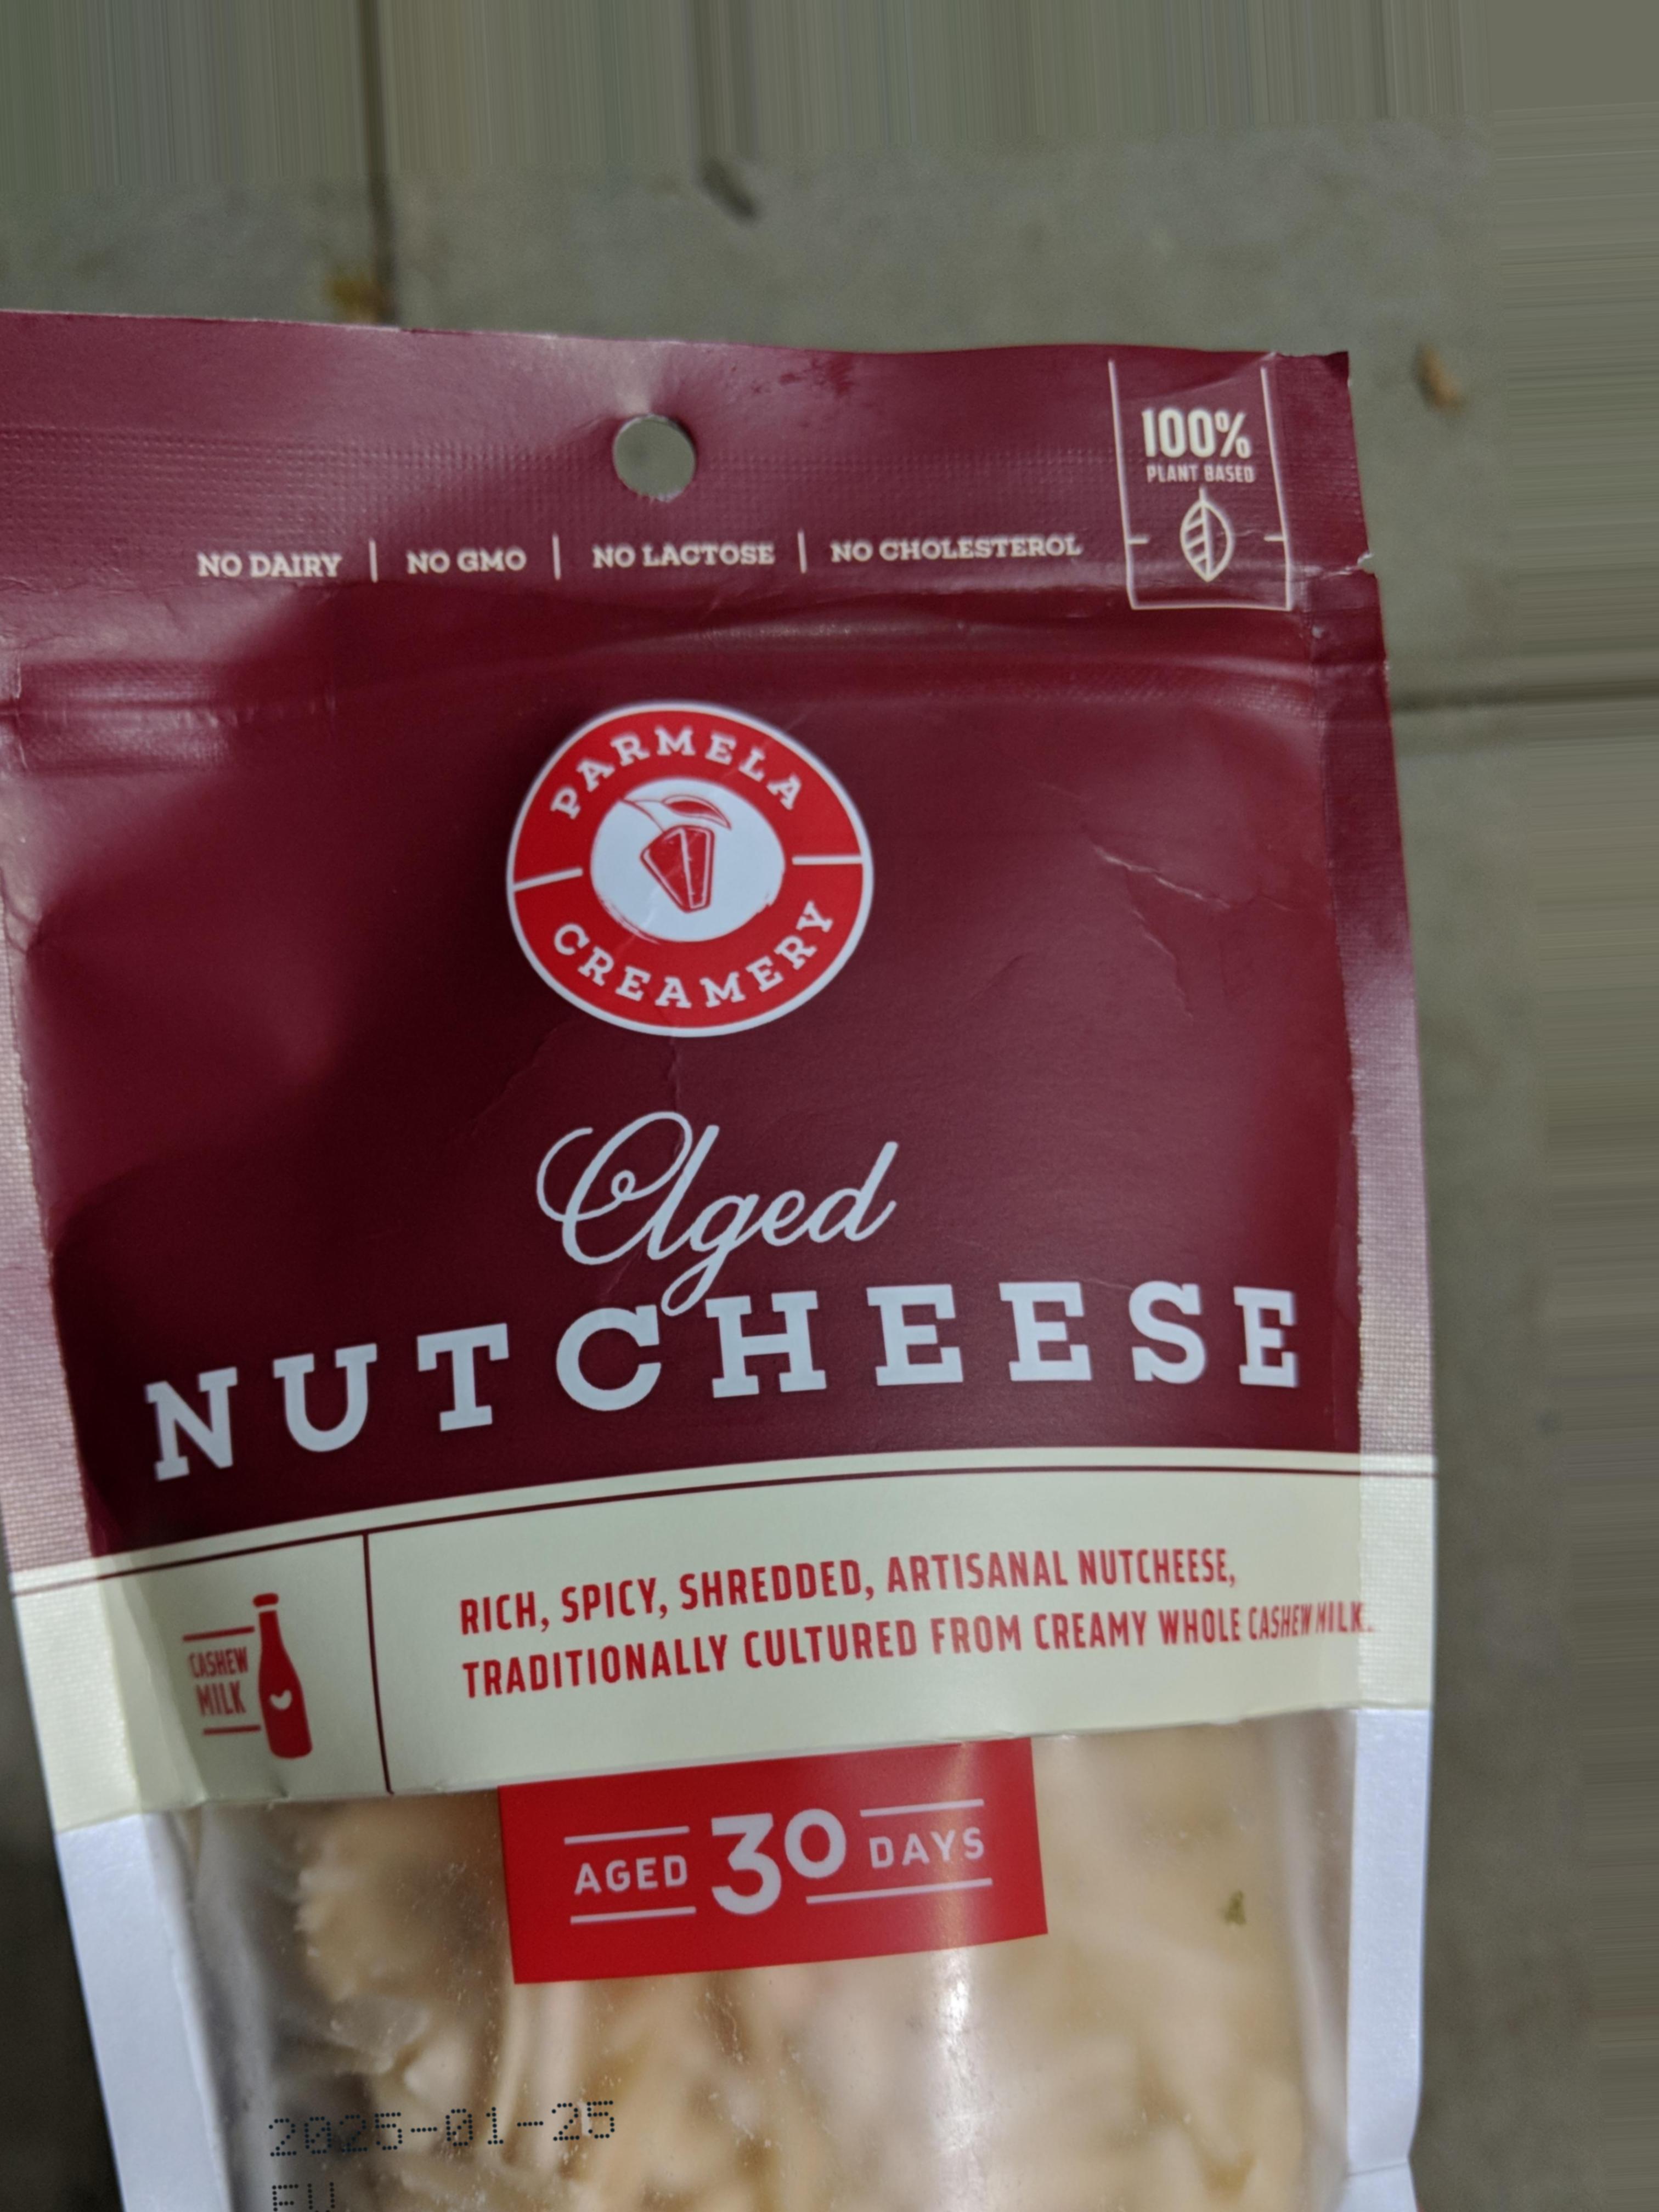 100%
PLANT BASED
NO DAIRY | NO GMO | NO LACTOSE | NO CHOLESTEROL
PARMELA
CREAMERY
Aged
NUTCHEESE
RICH, SPICY, SHREDDED, ARTISANAL NUTCHEESE,
TRADITIONALLY CULTURED FROM CREAMY WHOLE CASHEW MILK.
CASHEW
MILK
AGED 30 DAYS
2025-01-25